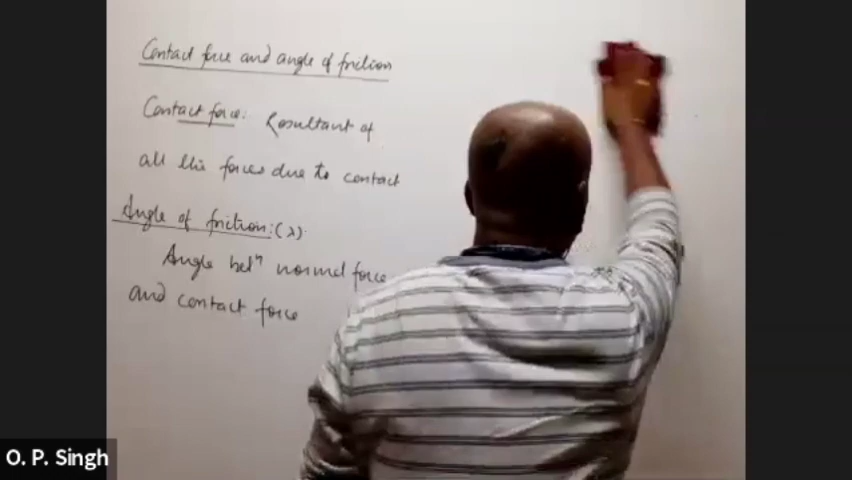 Contact force and angle of friction
Contact force: Resultant of
all the forces due to contact
Angle of friction: (λ)
Angle betⁿ normal force
and contact force
O. P. Singh